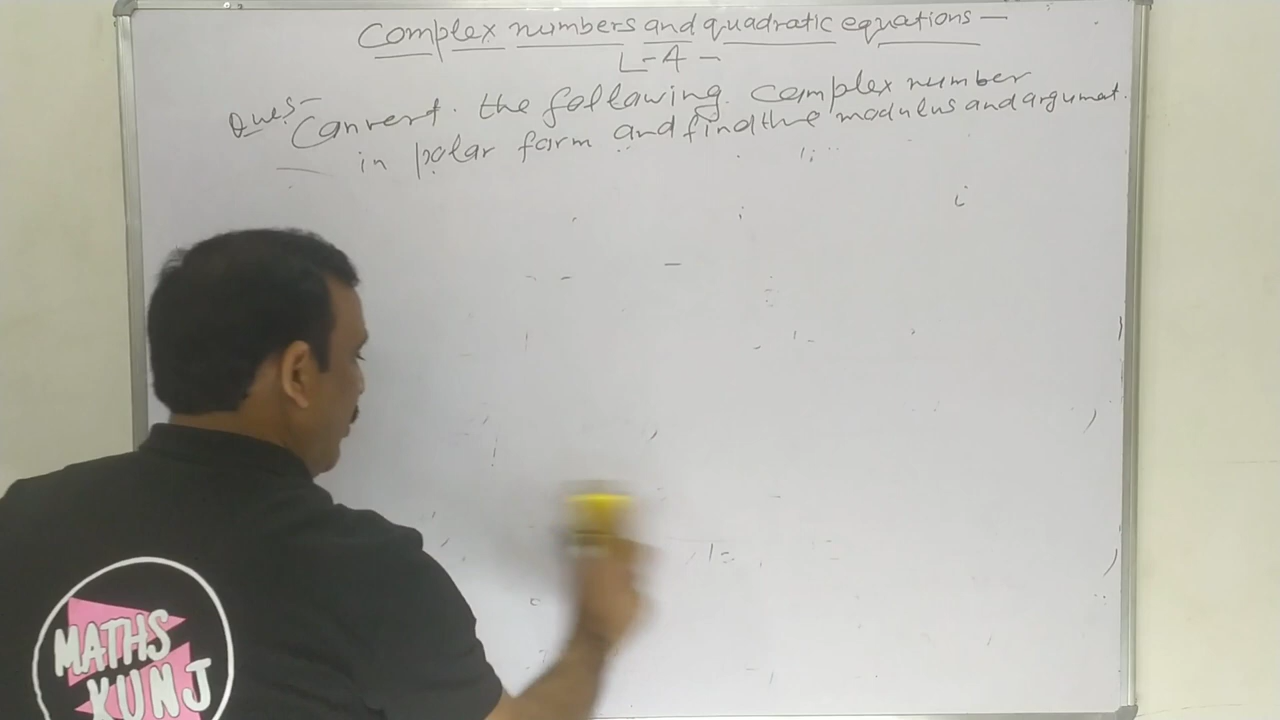 Complex numbers and quadratic equations -
L-4 -
Ques- Convert. the following. Complex number
in polar form and find the modulus and argumat.
i
MATHS
KUNJ